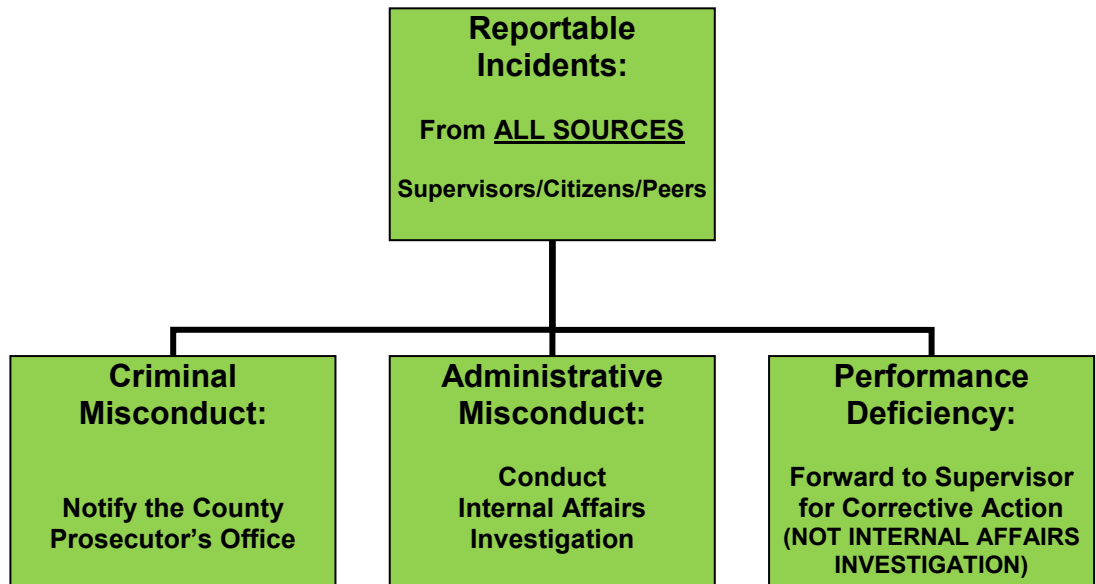 Reportable
Incidents:
From ALL SOURCES
Supervisors/Citizens/Peers
Criminal
Misconduct:
Notify the County
Prosecutor’s Office
Administrative
Misconduct:
Conduct
Internal Affairs
Investigation
Performance
Deficiency:
Forward to Supervisor
for Corrective Action
(NOT INTERNAL AFFAIRS
INVESTIGATION)